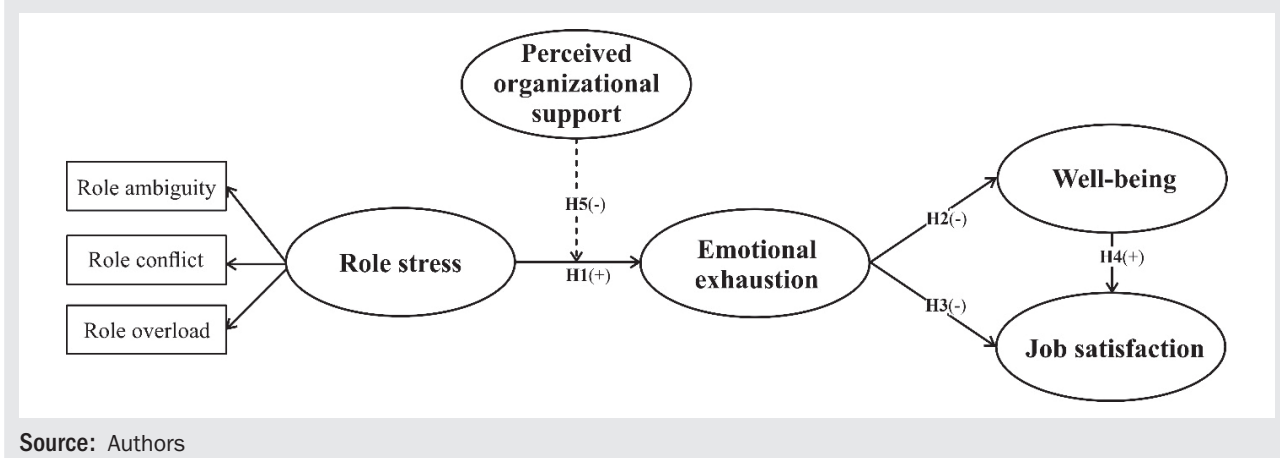 Perceived
organizational
support
Role ambiguity
Role conflict
Role overload
Role stress
H5(-)
H1(+)
Emotional
exhaustion
H2(-)
H3(-)
Well-being
H4(+)
Job satisfaction
Source: Authors